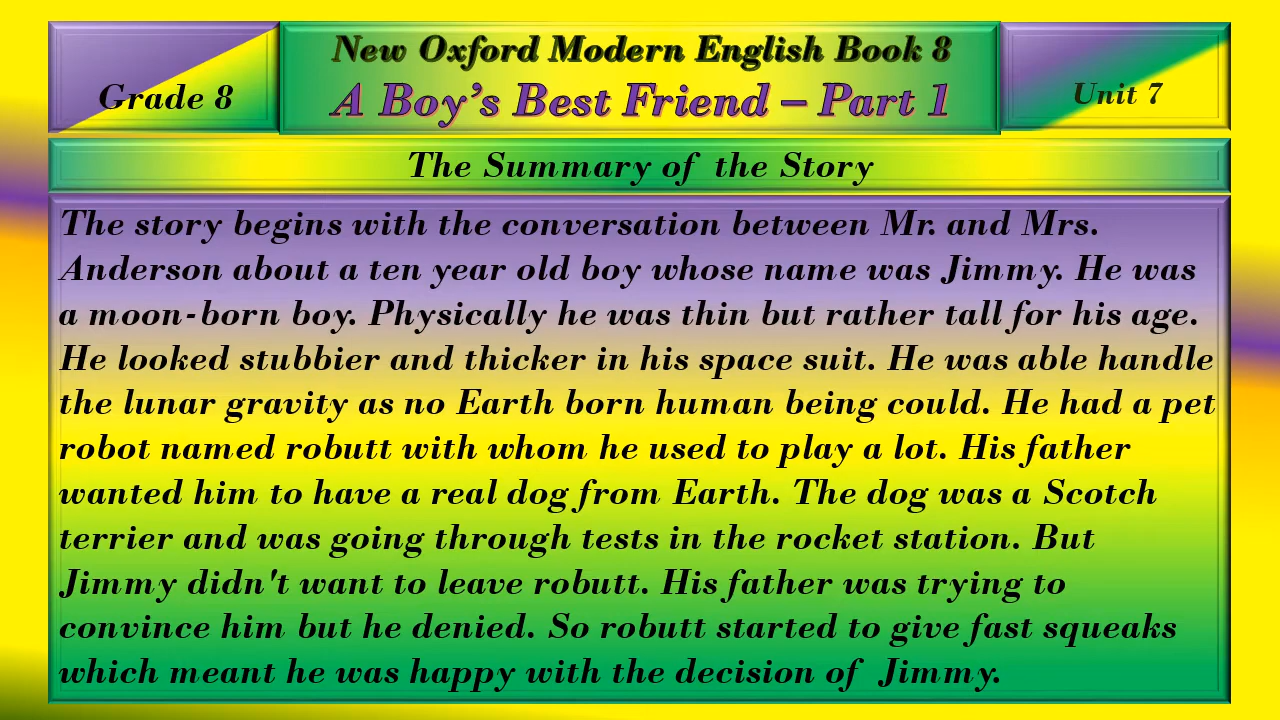 Grade 8
New Oxford Modern English Book 8
A Boy's Best Friend – Part 1
Unit 7
The Summary of the Story
The story begins with the conversation between Mr. and Mrs.
Anderson about a ten year old boy whose name was Jimmy. He was
a moon-born boy. Physically he was thin but rather tall for his age.
He looked stubbier and thicker in his space suit. He was able handle
the lunar gravity as no Earth born human being could. He had a pet
robot named robutt with whom he used to play a lot. His father
wanted him to have a real dog from Earth. The dog was a Scotch
terrier and was going through tests in the rocket station. But
Jimmy didn't want to leave robutt. His father was trying to
convince him but he denied. So robutt started to give fast squeaks
which meant he was happy with the decision of Jimmy.